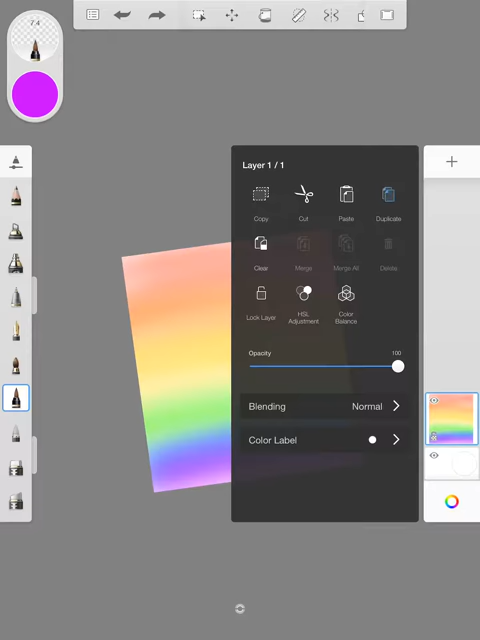 7.4
Layer 1 / 1
Copy Cut Paste Duplicate
Clear Merge Merge All Delete
Lock Layer HSL Adjustment Color Balance
Opacity 100
Blending Normal
Color Label